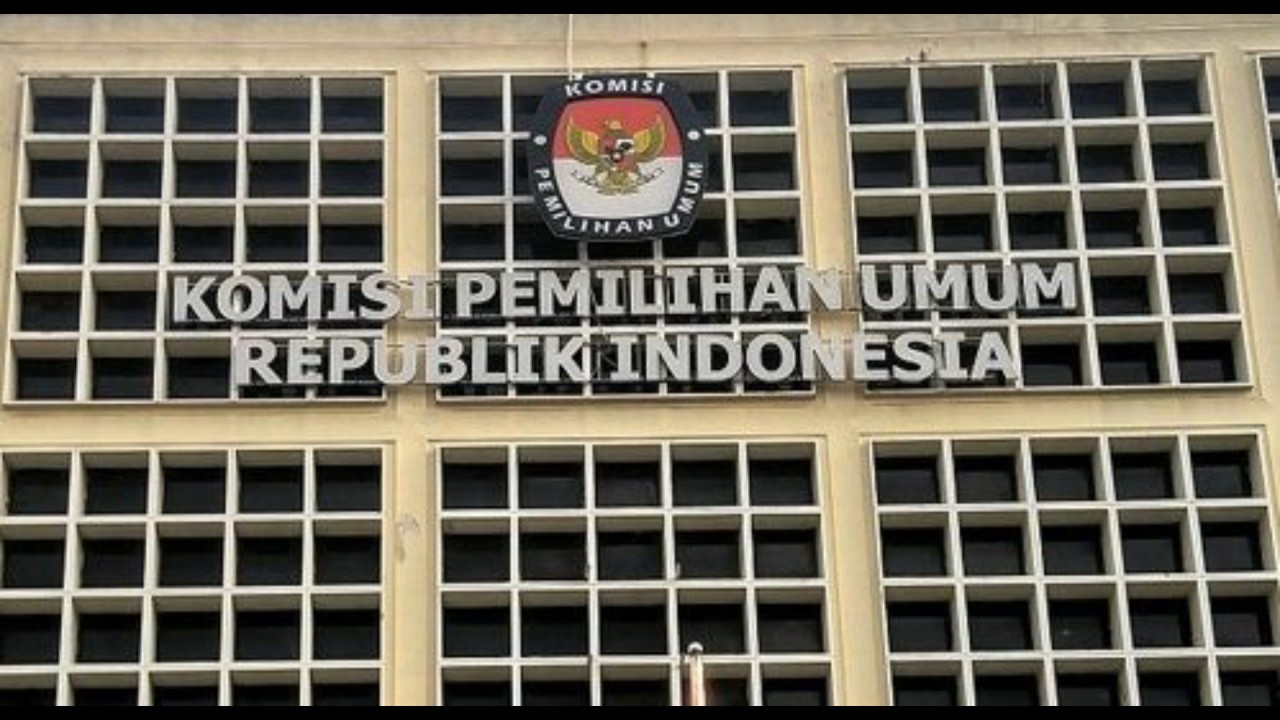 KOMISI
PEMILIHAN UMUM
KOMISI PEMILIHAN UMUM
REPUBLIK INDONESIA